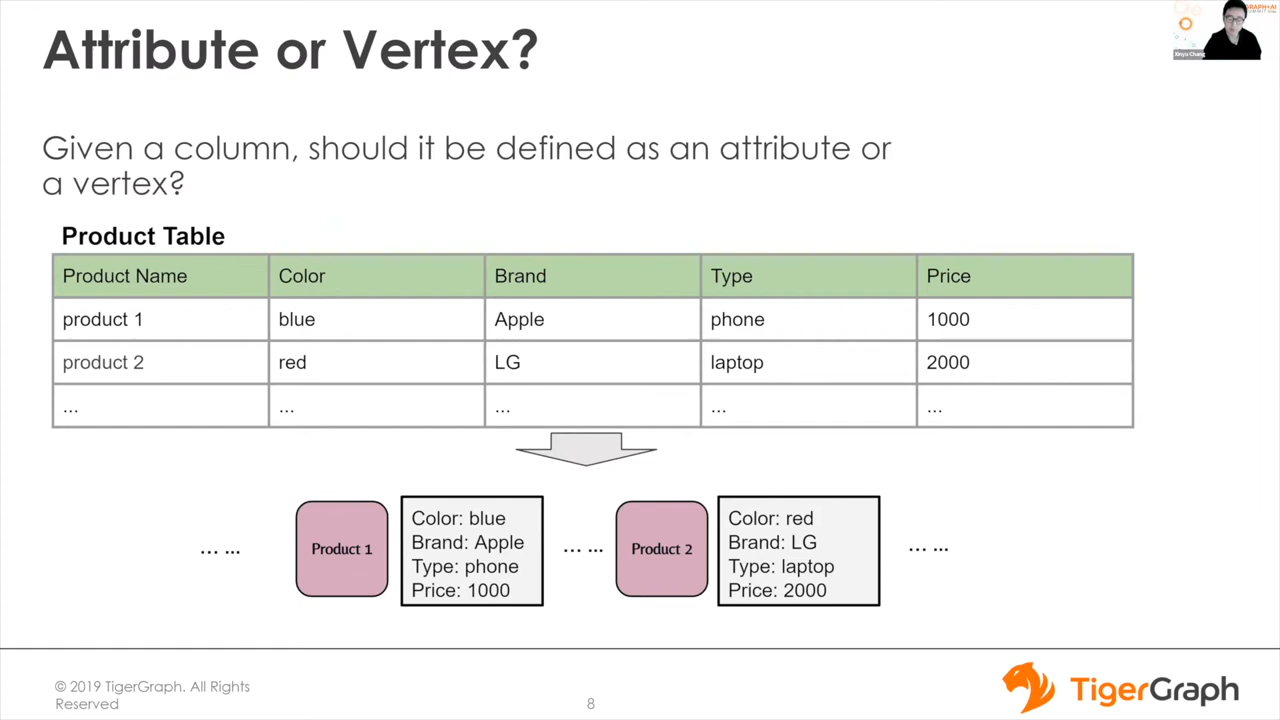 Attribute or Vertex?
Xinyu Chang
Given a column, should it be defined as an attribute or
a vertex?
Product Table
Product Name Color Brand Type Price
product 1 blue Apple phone 1000
product 2 red LG laptop 2000
... ... ... ... ...
... ...
Product 1
Color: blue
Brand: Apple
Type: phone
Price: 1000
... ...
Product 2
Color: red
Brand: LG
Type: laptop
Price: 2000
... ...
© 2019 TigerGraph. All Rights
Reserved
8
TigerGraph